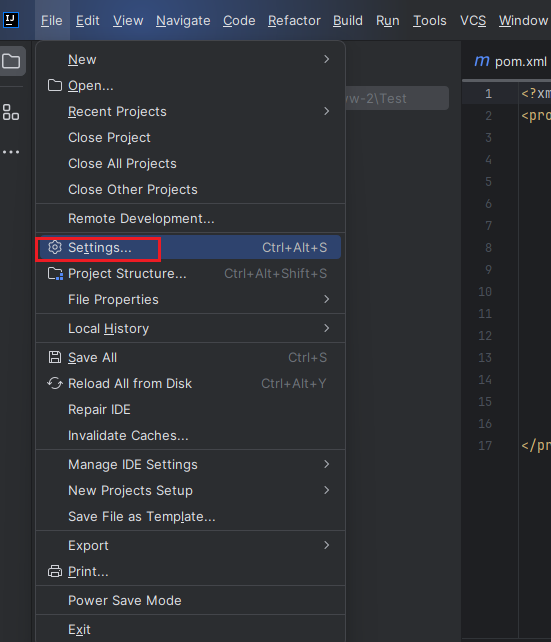 IJ File Edit View Navigate Code Refactor Build Run Tools VCS Window
m pom.xml
New
Open...
Recent Projects
Close Project
Close All Projects
Close Other Projects
Remote Development...
Settings... Ctrl+Alt+S
Project Structure... Ctrl+Alt+Shift+S
File Properties
Local History
Save All Ctrl+S
Reload All from Disk Ctrl+Alt+Y
Repair IDE
Invalidate Caches...
Manage IDE Settings
New Projects Setup
Save File as Template...
Export
Print...
Power Save Mode
Exit
yw-2\Test
1 <?xm
2 <pro
3
4
5
6
7
8
9
10
11
12
13
14
15
16
17 </pr